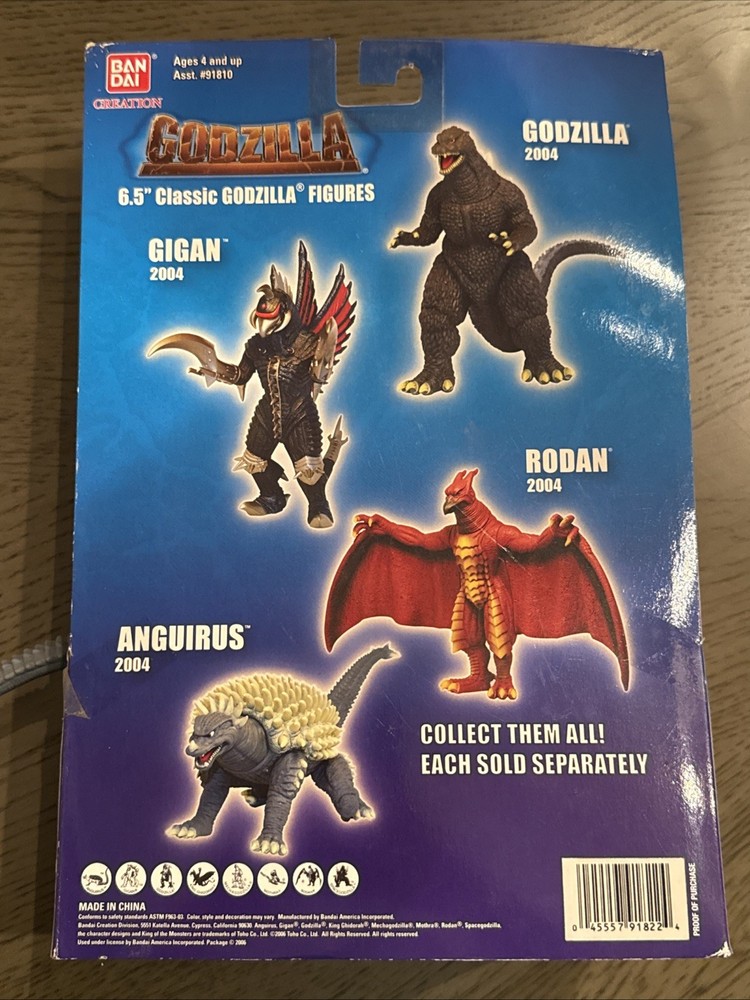 BAN
DAI
CREATION
Ages 4 and up
Asst. #91810
GODZILLA®
6.5” Classic GODZILLA® FIGURES
GODZILLA®
2004
GIGAN™
2004
RODAN®
2004
ANGUIRUS™
2004
COLLECT THEM ALL!
EACH SOLD SEPARATELY
MADE IN CHINA
Conforms to safety standards ASTM F963-03. Color, style and decoration may vary. Manufactured by Bandai America Incorporated,
Bandai Creation Division, 5551 Katella Avenue, Cypress, California 90630. Anguirus, Gigan®, Godzilla®, King Ghidorah®, Mechagodzilla®, Mothra®, Rodan®, Spacegodzilla,
the character designs and King of the Monsters are trademarks of Toho Co., Ltd. ©2006 Toho Co., Ltd. All Rights Reserved. All rights reserved.
Used under license by Bandai America Incorporated. Package © 2006
0 45557 91822 4
PROOF OF PURCHASE